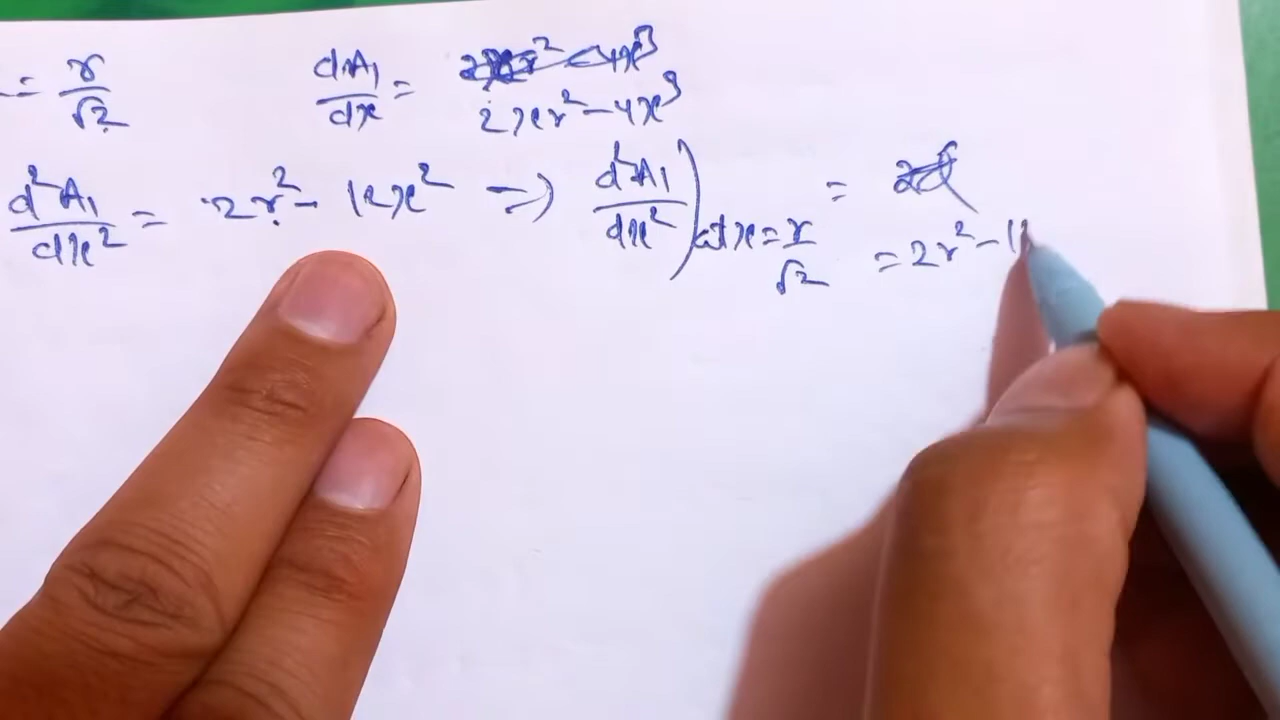 = r/√2
dA₁/dx =
2xr² - 4x³
d²A₁/dx² = 2r² - 12x² => d²A₁/dx²) at x = r/√2 =
= 2r² - 1